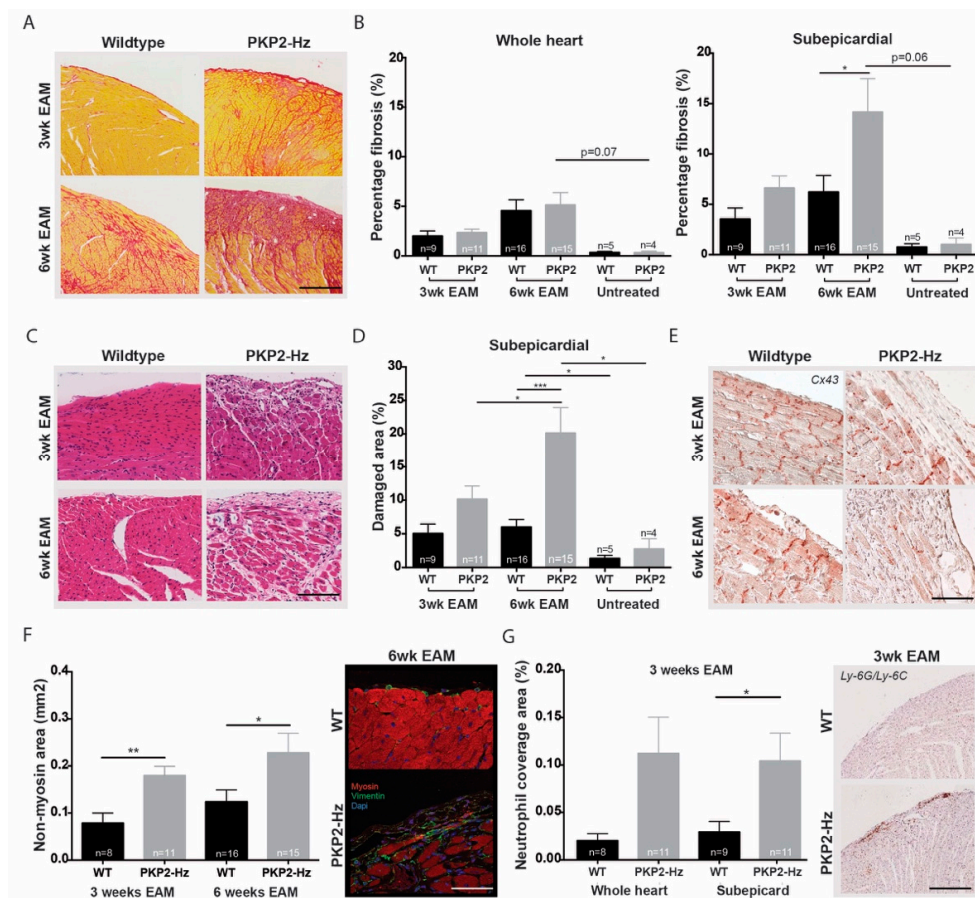 A
Wildtype PKP2-Hz
3wk EAM
6wk EAM
B
Whole heart
Percentage fibrosis (%)
20
15
10
5
0
p=0.07
n=9 n=11 n=16 n=15 n=5 n=4
WT PKP2 WT PKP2 WT PKP2
3wk EAM 6wk EAM Untreated
Subepicardial
Percentage fibrosis (%)
20
15
10
5
0
* p=0.06
n=9 n=11 n=16 n=15 n=5 n=4
WT PKP2 WT PKP2 WT PKP2
3wk EAM 6wk EAM Untreated
C
Wildtype PKP2-Hz
3wk EAM
6wk EAM
D
Subepicardial
Damaged area (%)
30
25
20
15
10
5
0
*
*
***
*
n=9 n=11 n=16 n=15 n=5 n=4
WT PKP2 WT PKP2 WT PKP2
3wk EAM 6wk EAM Untreated
E
Wildtype PKP2-Hz
Cx43
3wk EAM
6wk EAM
F
Non-myosin area (mm2)
0.4
0.3
0.2
0.1
0.0
** *
n=8 n=11 n=16 n=15
WT PKP2-Hz WT PKP2-Hz
3 weeks EAM 6 weeks EAM
6wk EAM
WT
PKP2-Hz
Myosin
Vimentin
Dapi
G
3 weeks EAM
Neutrophil coverage area (%)
0.20
0.15
0.10
0.05
0.00
*
n=8 n=11 n=9 n=11
WT PKP2-Hz WT PKP2-Hz
Whole heart Subepicard
3wk EAM
Ly-6G/Ly-6C
WT
PKP2-Hz